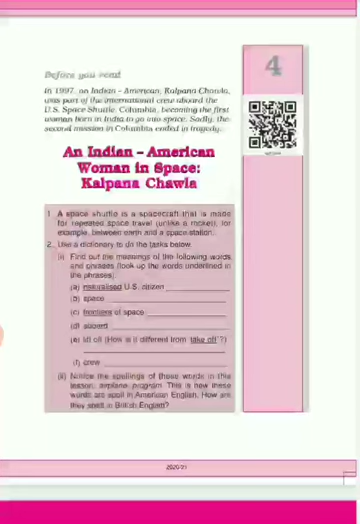 Before you read
4
In 1997, an Indian – American, Kalpana Chawla,
was part of the international crew aboard the
U.S. Space Shuttle, Columbia, becoming the first
woman born in India to go into space. Sadly, the
second mission in Columbia ended in tragedy.
An Indian – American
Woman in Space:
Kalpana Chawla
1. A space shuttle is a spacecraft that is made
for repeated space travel (unlike a rocket), for
example, between earth and a space station.
2. Use a dictionary to do the tasks below.
(i) Find out the meanings of the following words
and phrases (look up the words underlined in
the phrases).
(a) naturalised U.S. citizen
(b) space
(c) frontiers of space
(d) aboard
(e) lift off (How is it different from ‘take off’?)
(f) crew
(ii) Notice the spellings of these words in this
lesson: airplane, program. This is how these
words are spelt in American English. How are
they spelt in British English?
2020-21